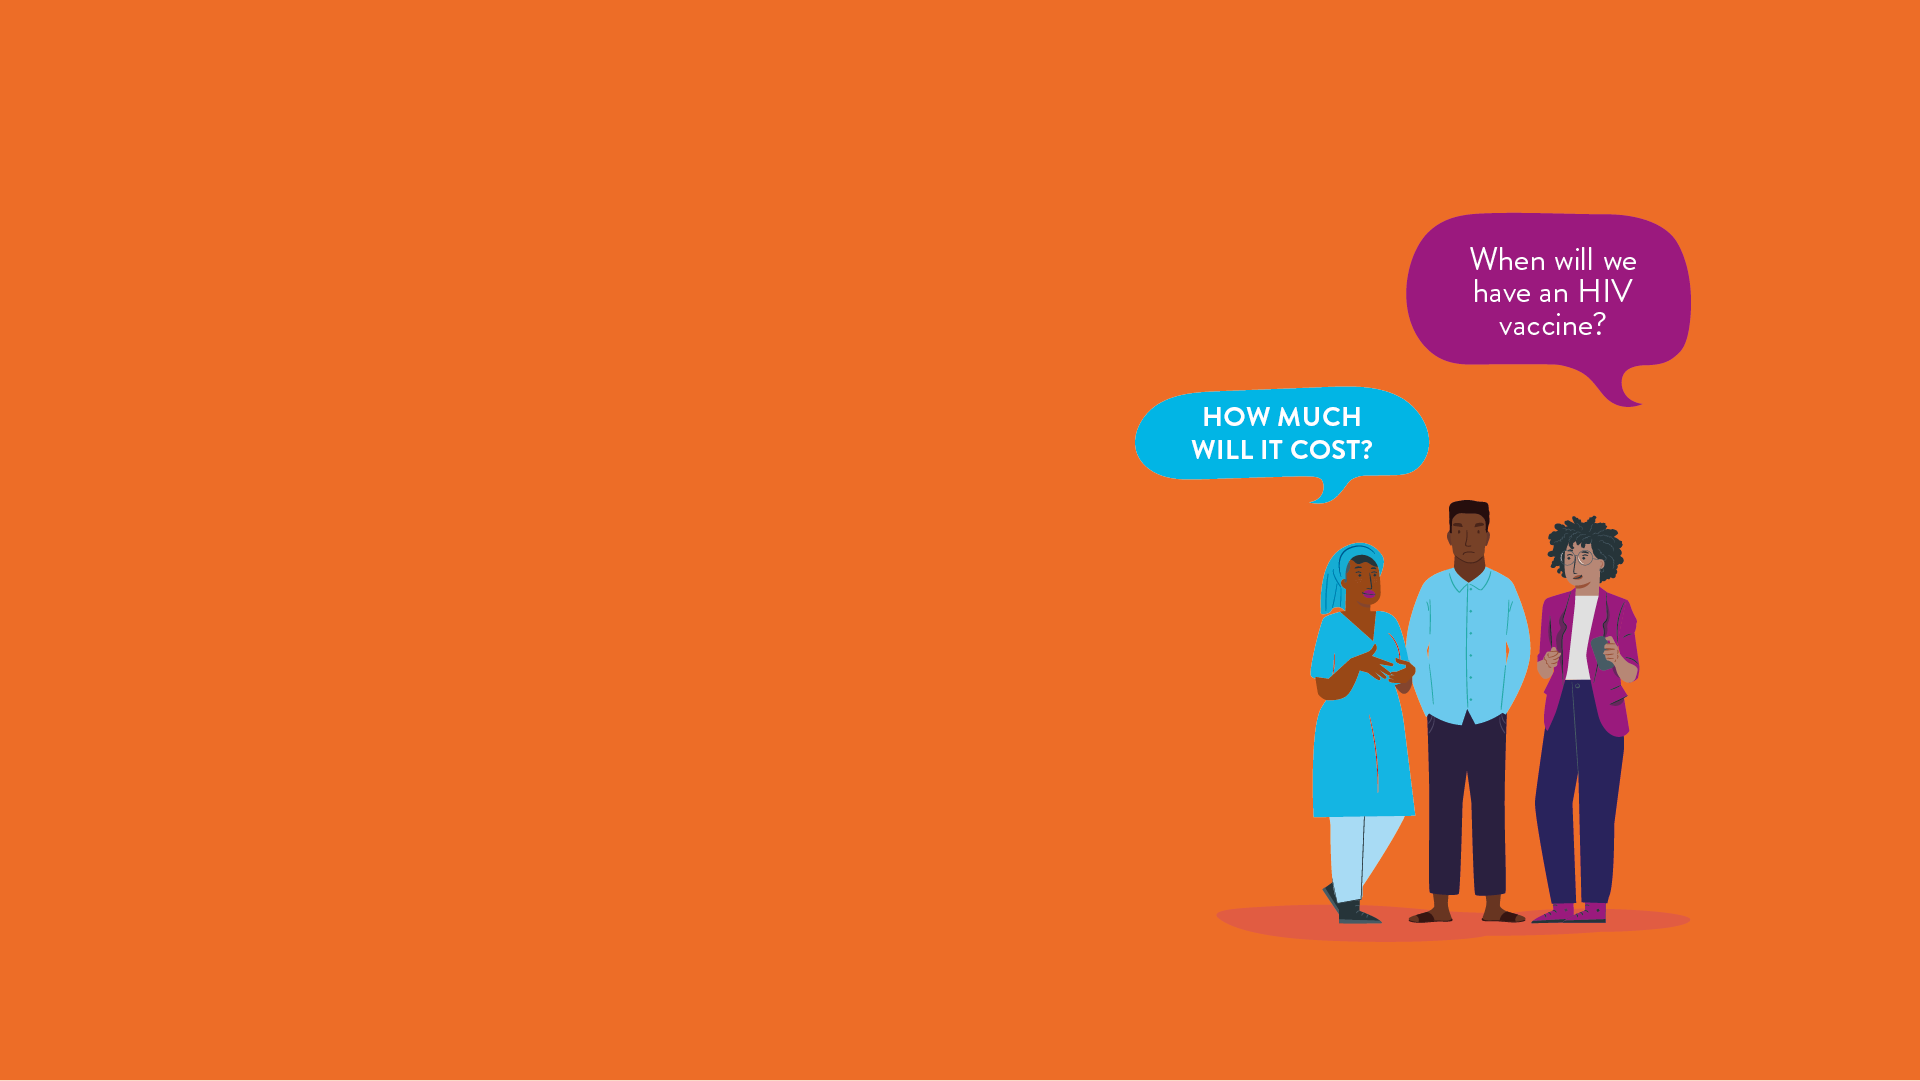 When will we
have an HIV
vaccine?
HOW MUCH
WILL IT COST?